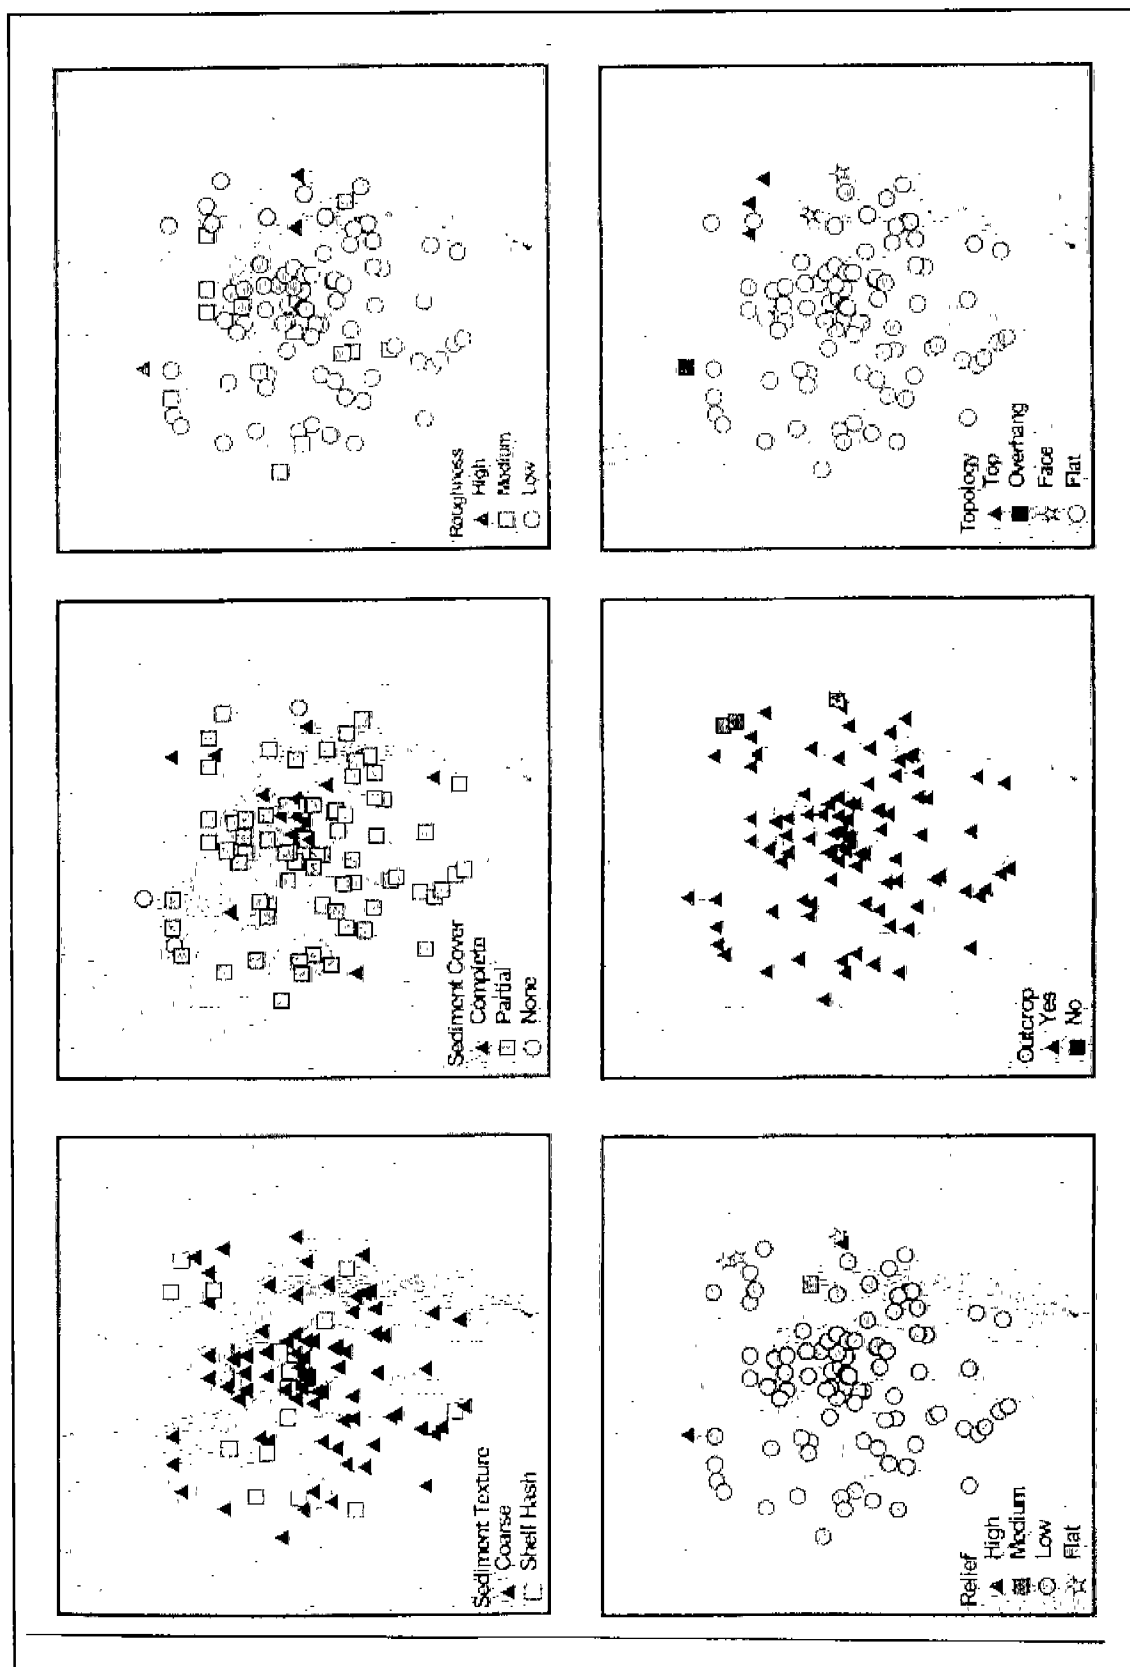 Sediment Texture
Coarse
Shell Hash
Sediment Cover
Complete
Partial
None
Roughness
High
Medium
Low
Relief
High
Medium
Low
Flat
Outcrop
Yes
No
Topology
Top
Overhang
Face
Flat